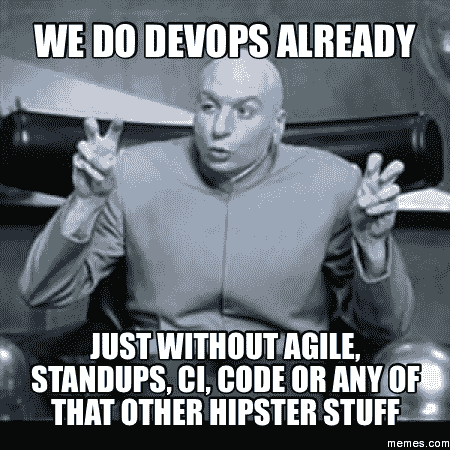 WE DO DEVOPS ALREADY
JUST WITHOUT AGILE,
STANDUPS, CI, CODE OR ANY OF
THAT OTHER HIPSTER STUFF
memes.com